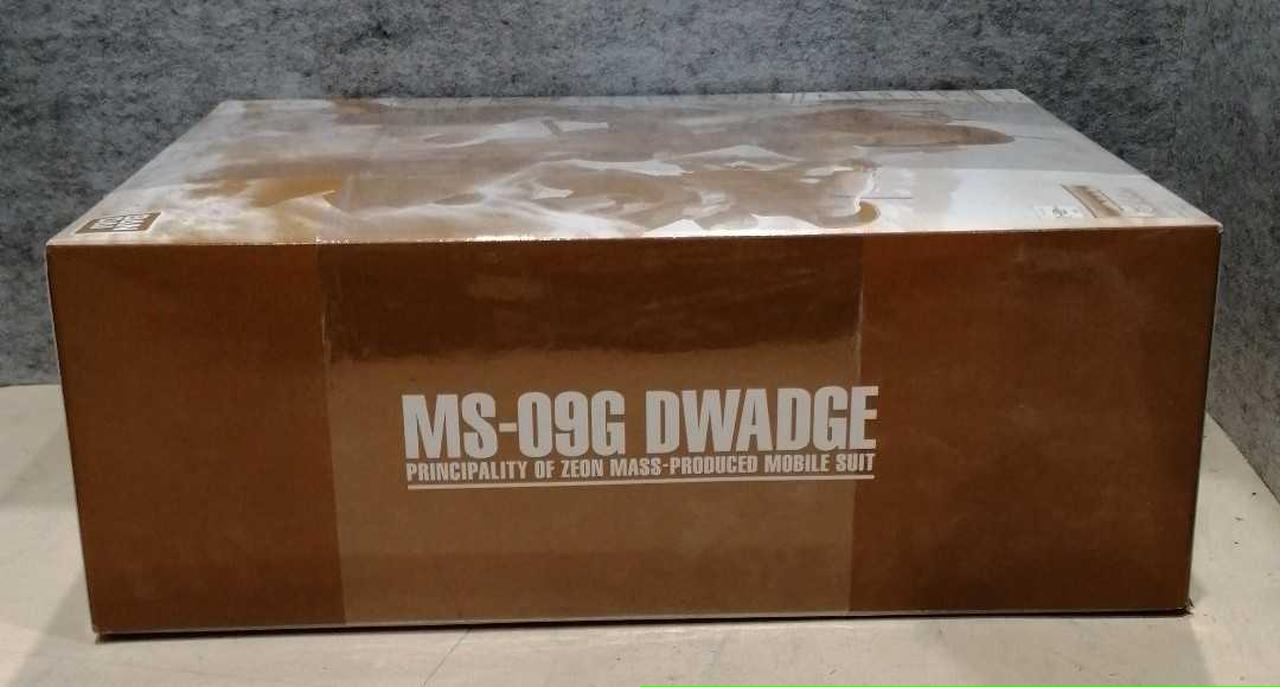 MS-09G DWADGE
PRINCIPALITY OF ZEON MASS-PRODUCED MOBILE SUIT